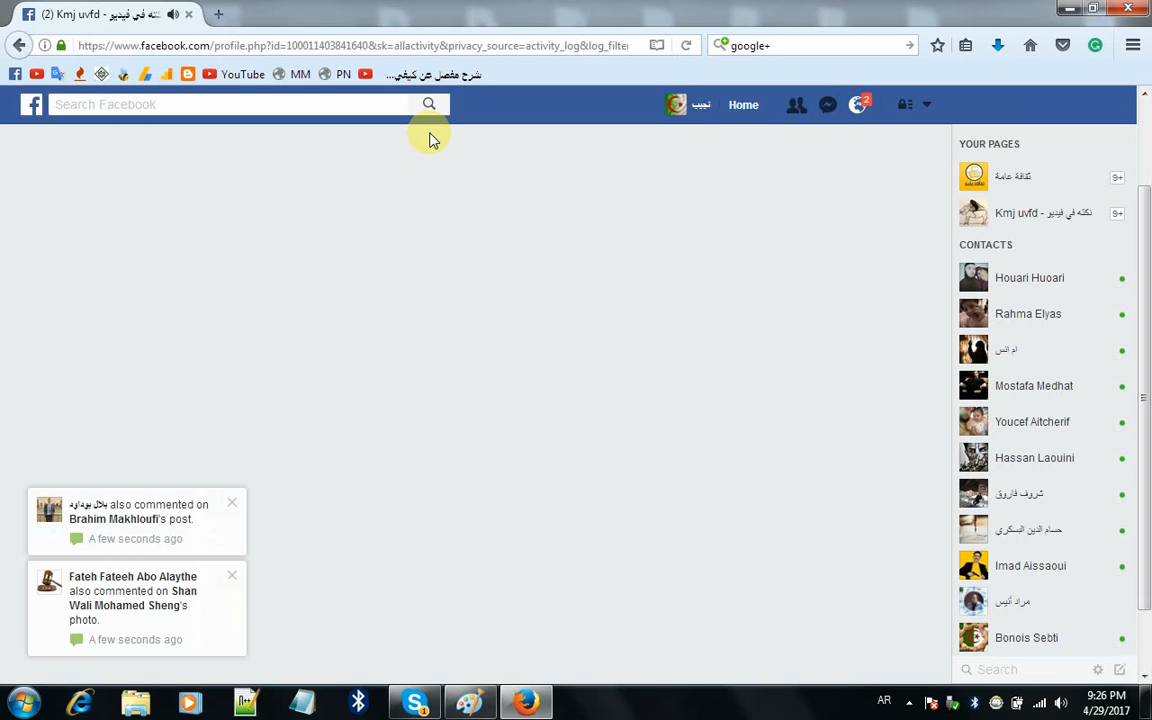 (2) Kmj uvfd - نكته في فيديو
https://www.facebook.com/profile.php?id=100011403841640&sk=allactivity&privacy_source=activity_log&log_filter
google+
YouTube
MM
PN
شرح مفصل عن كيفي...
Search Facebook
نجيب
Home
2
YOUR PAGES
ثقافة عامة
9+
Kmj uvfd - نكته في فيديو
9+
CONTACTS
Houari Huoari
Rahma Elyas
ام انس
Mostafa Medhat
Youcef Aitcherif
Hassan Laouini
شروف فاروق
حسام الدين البسكري
Imad Aissaoui
مراد أنيس
Bonois Sebti
Search
بلال بوداود also commented on
Brahim Makhloufi's post.
A few seconds ago
Fateh Fateeh Abo Alaythe
also commented on Shan
Wali Mohamed Sheng's
photo.
A few seconds ago
AR
9:26 PM
4/29/2017